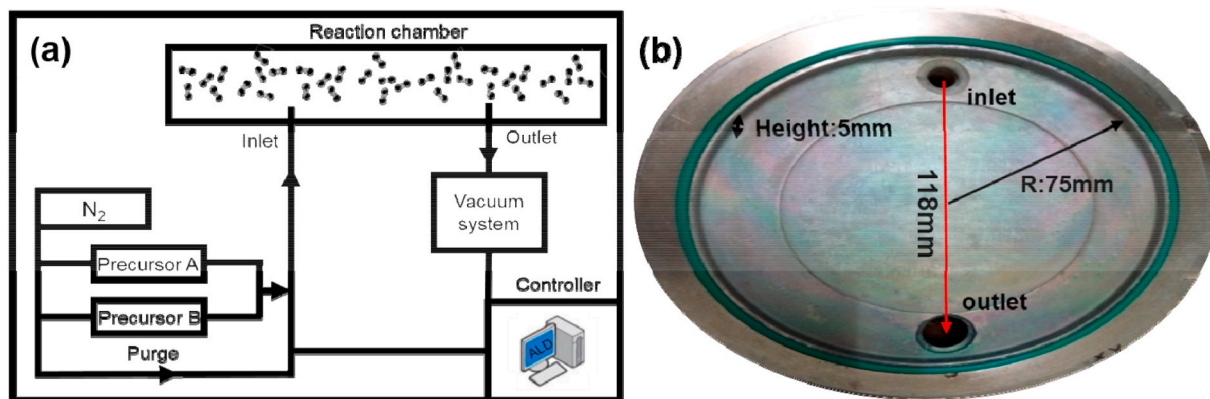 (a)
Reaction chamber
Inlet
Outlet
N2
Vacuum
system
Precursor A
Precursor B
Purge
Controller
ALD
(b)
inlet
Height:5mm
R:75mm
118mm
outlet